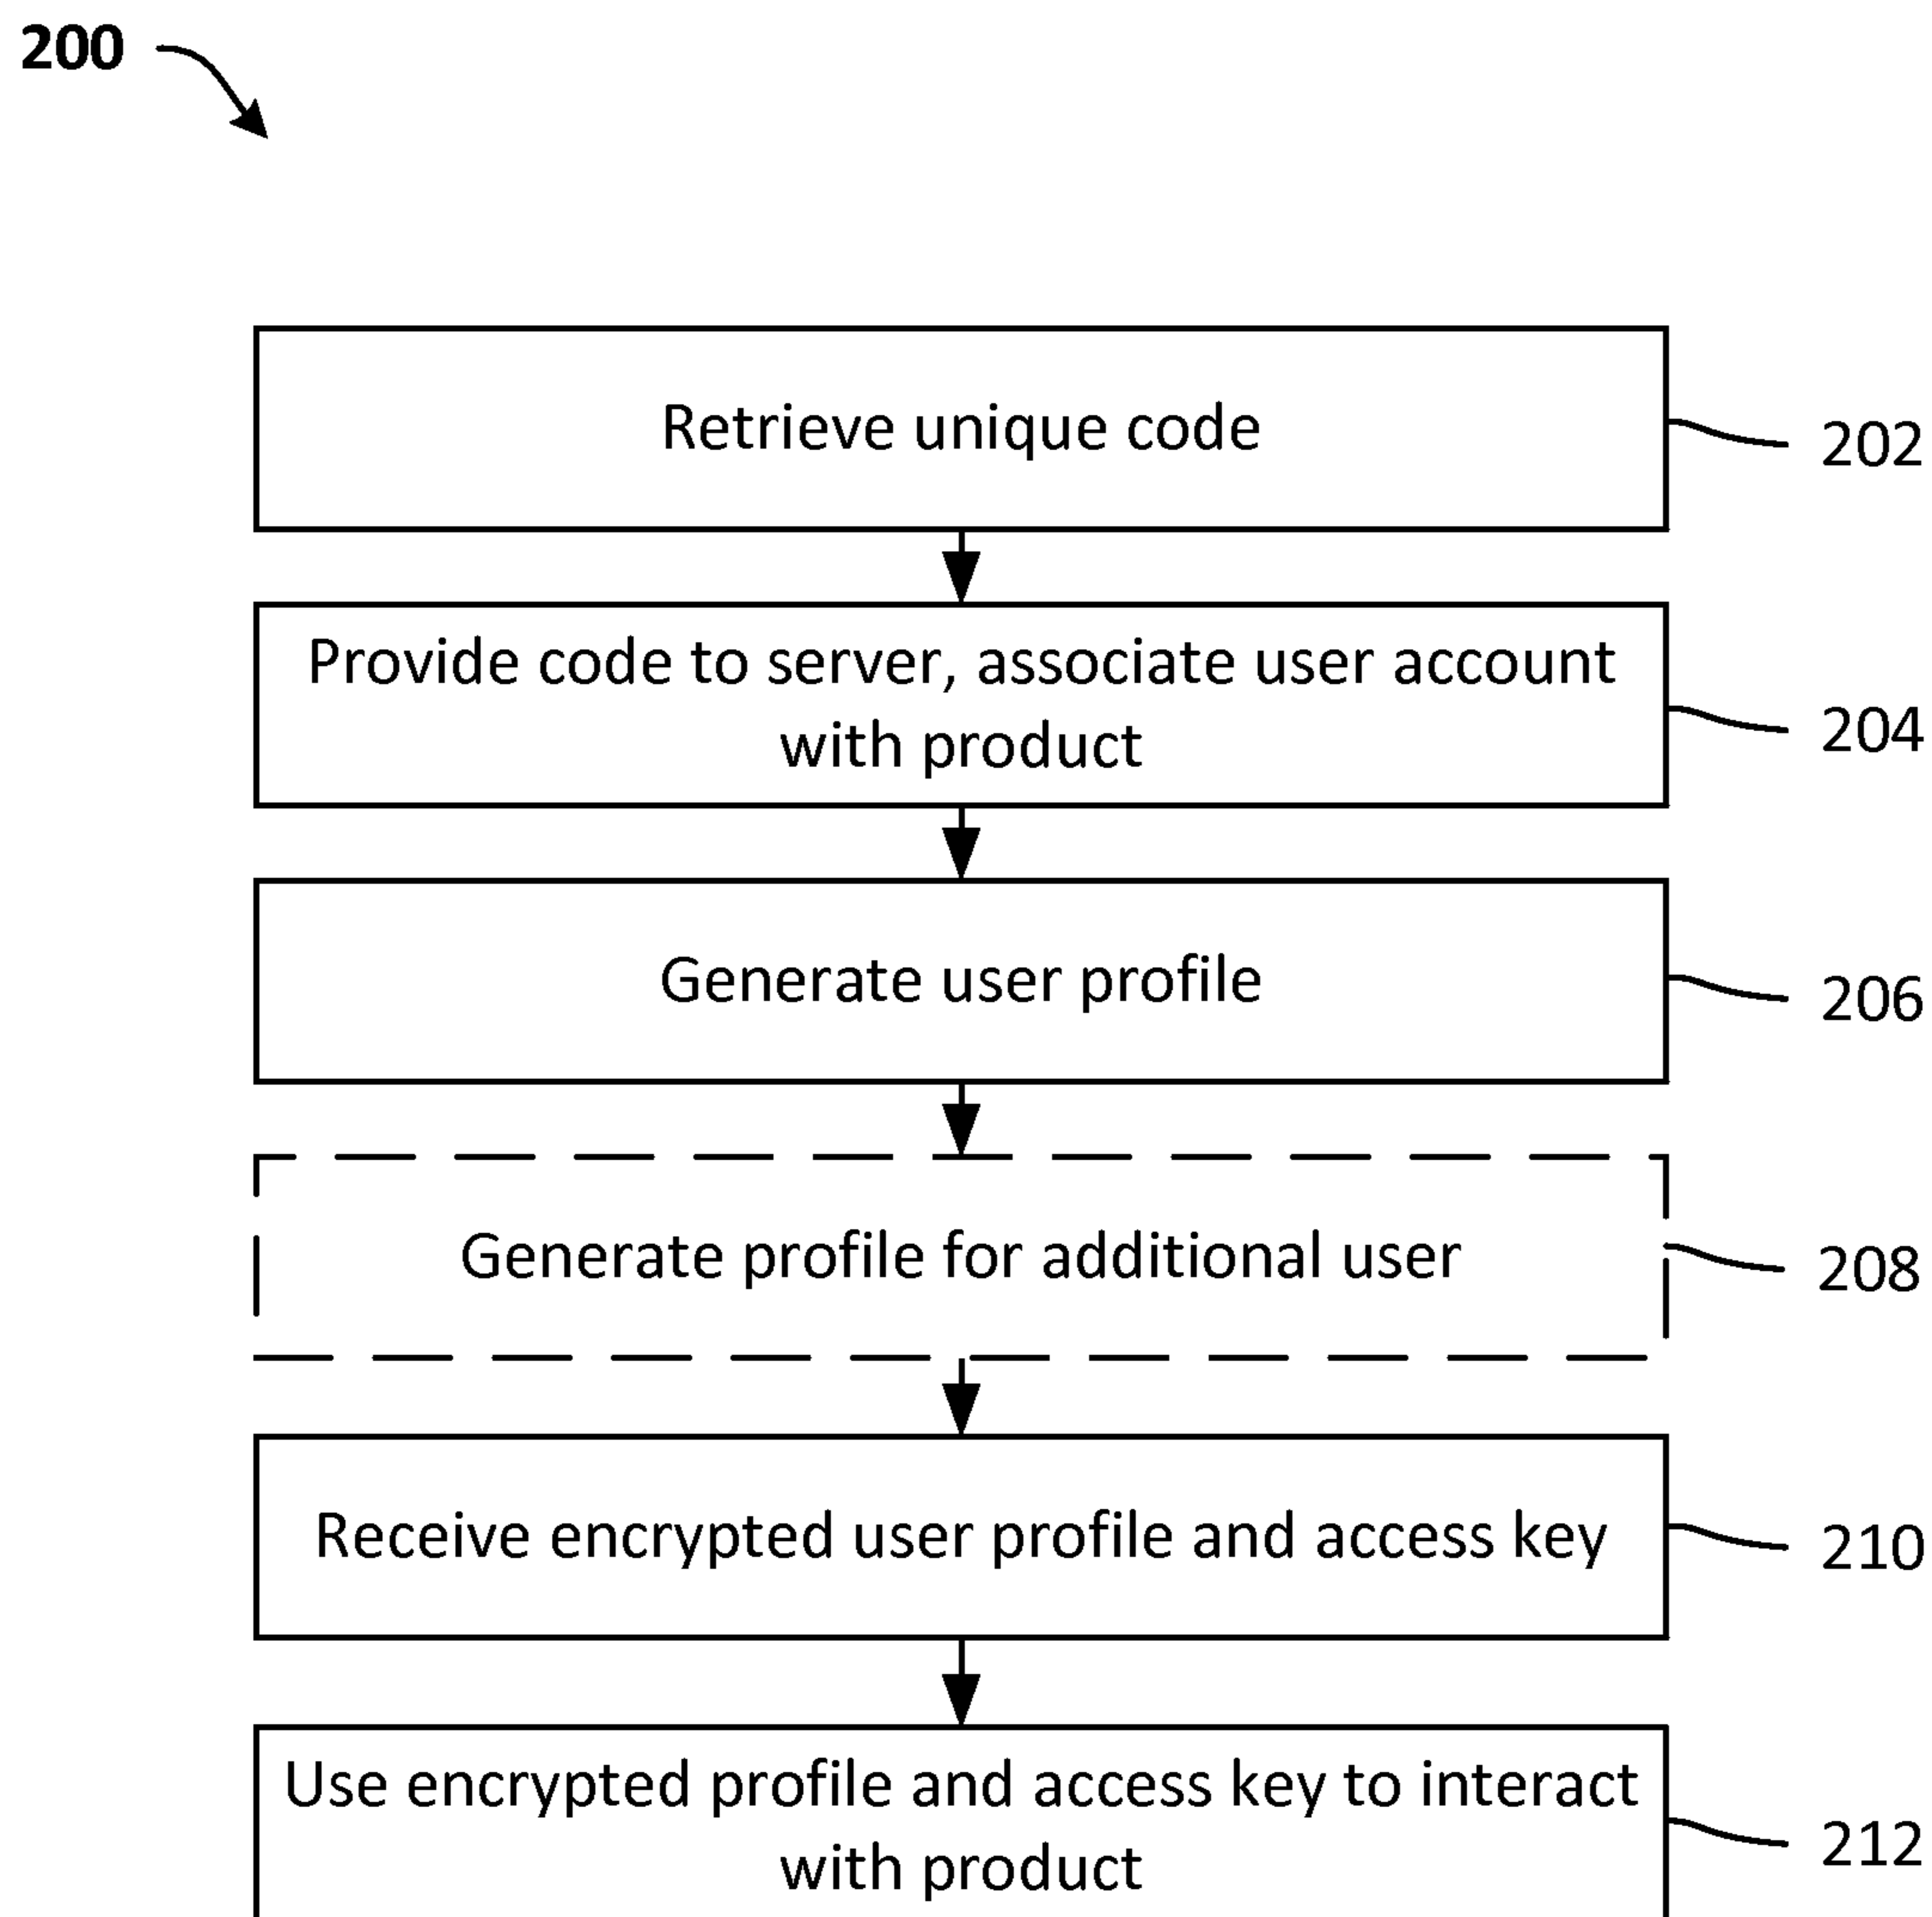 200
Retrieve unique code
202
Provide code to server, associate user account
with product
204
Generate user profile
206
Generate profile for additional user
208
Receive encrypted user profile and access key
210
Use encrypted profile and access key to interact
with product
212